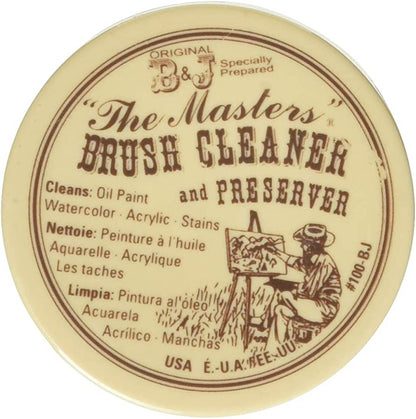 ORIGINAL
B&J Specially Prepared
"The Masters"®
BRUSH CLEANER
and PRESERVER
Cleans: Oil Paint
Watercolor · Acrylic · Stains
Nettoie: Peinture à l'huile
Aquarelle · Acrylique
Les taches
Limpia: Pintura al óleo
Acuarela
Acrílico · Manchas
#100-BJ
USA É.-U.A. EE.UU.